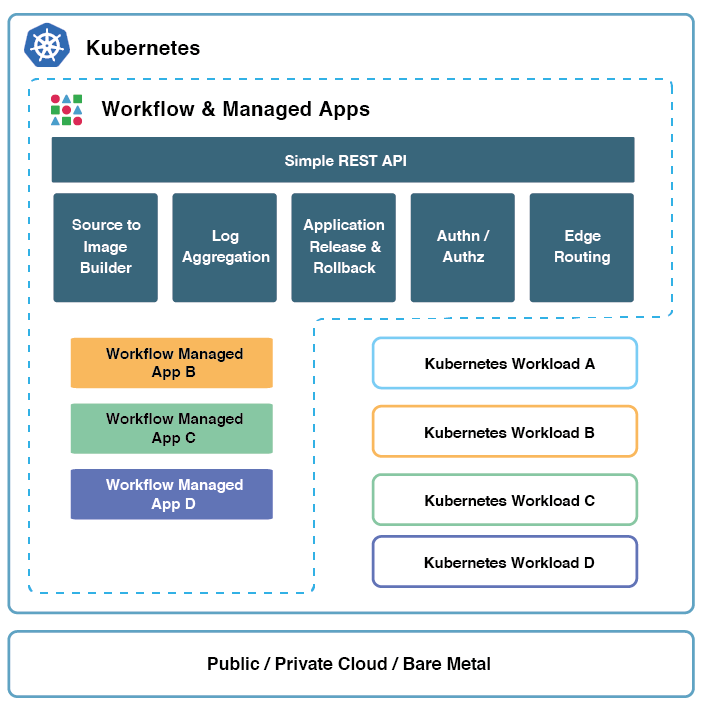 Kubernetes
Workflow & Managed Apps
Simple REST API
Source to
Image
Builder
Log
Aggregation
Application
Release &
Rollback
Authn /
Authz
Edge
Routing
Workflow Managed
App B
Workflow Managed
App C
Workflow Managed
App D
Kubernetes Workload A
Kubernetes Workload B
Kubernetes Workload C
Kubernetes Workload D
Public / Private Cloud / Bare Metal